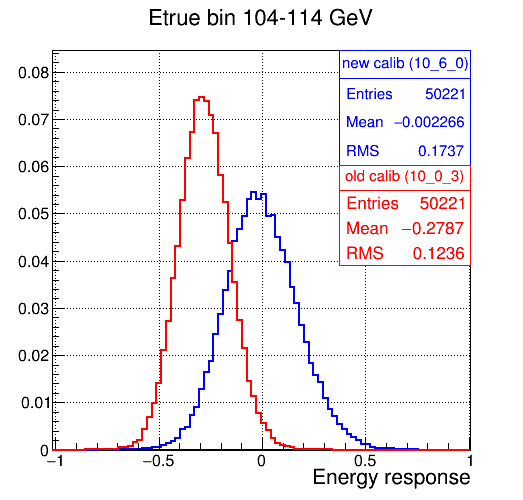 Etrue bin 104-114 GeV
new calib (10_6_0)
Entries 50221
Mean −0.002266
RMS 0.1737
old calib (10_0_3)
Entries 50221
Mean −0.2787
RMS 0.1236
0.08
0.07
0.06
0.05
0.04
0.03
0.02
0.01
0
−1 −0.5 0 0.5 1
Energy response